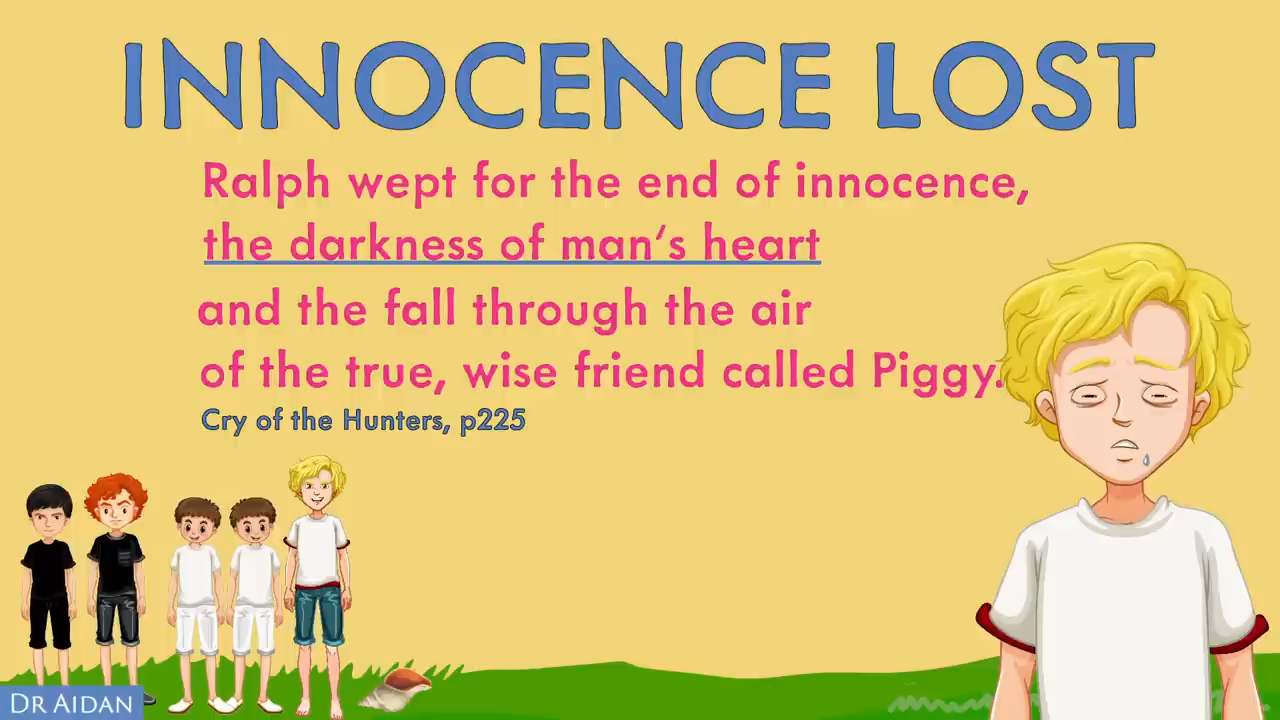 INNOCENCE LOST
Ralph wept for the end of innocence,
the darkness of man's heart
and the fall through the air
of the true, wise friend called Piggy.
Cry of the Hunters, p225
DR AIDAN